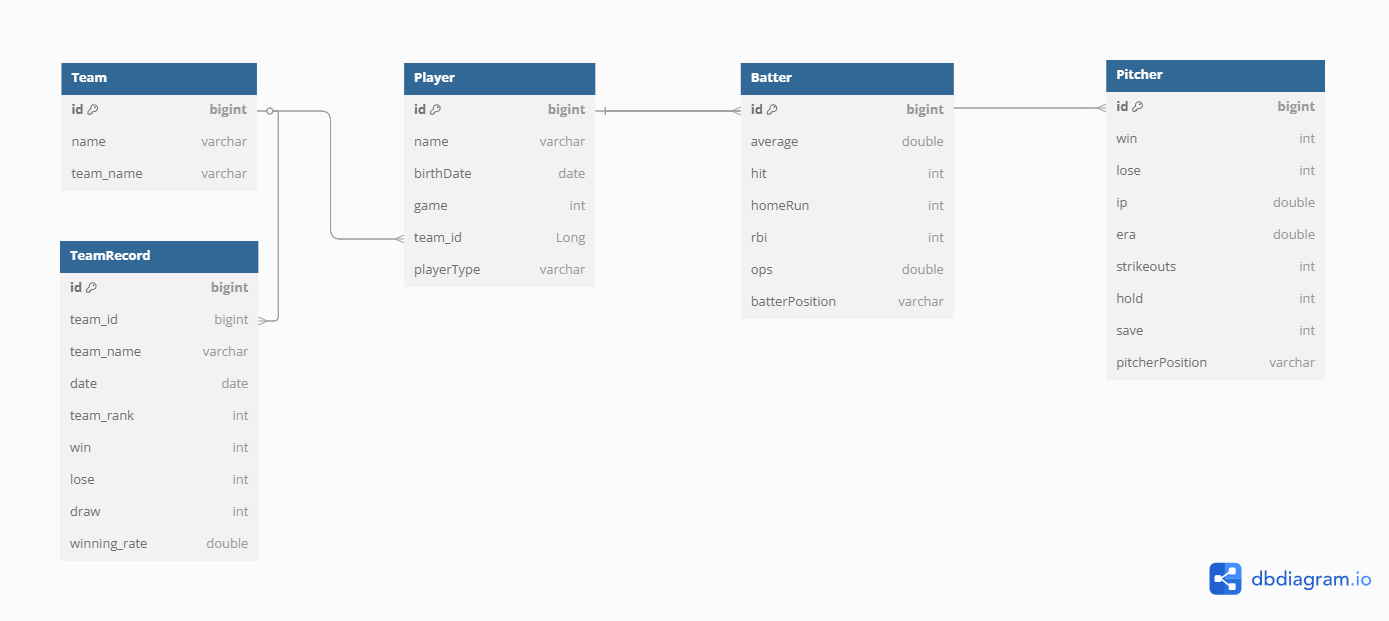 Team
id bigint
name varchar
team_name varchar
TeamRecord
id bigint
team_id bigint
team_name varchar
date date
team_rank int
win int
lose int
draw int
winning_rate double
Player
id bigint
name varchar
birthDate date
game int
team_id Long
playerType varchar
Batter
id bigint
average double
hit int
homeRun int
rbi int
ops double
batterPosition varchar
Pitcher
id bigint
win int
lose int
ip double
era double
strikeouts int
hold int
save int
pitcherPosition varchar
dbdiagram.io